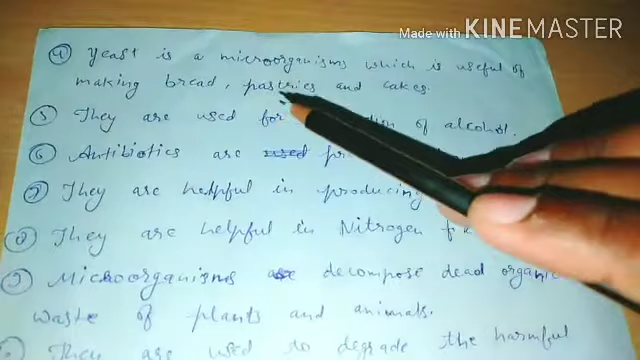 Made with KINEMASTER
4 Yeast is a microorganisms which is useful of
making bread, pastries and cakes.
5 They are used for of alcohol.
6 Antibiotics are
7 They are helpful in producing
8 They are helpful in Nitrogen
9 Microorganisms decompose dead organic
waste of plants and animals.
They are used to degrade the harmful